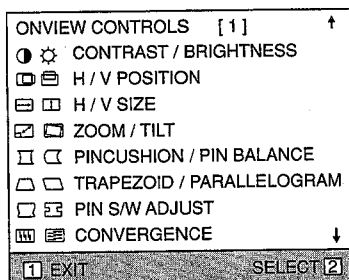 ONVIEW CONTROLS [1]
CONTRAST / BRIGHTNESS
H / V POSITION
H / V SIZE
ZOOM / TILT
PINCUSHION / PIN BALANCE
TRAPEZOID / PARALLELOGRAM
PIN S/W ADJUST
CONVERGENCE
1 EXIT SELECT 2